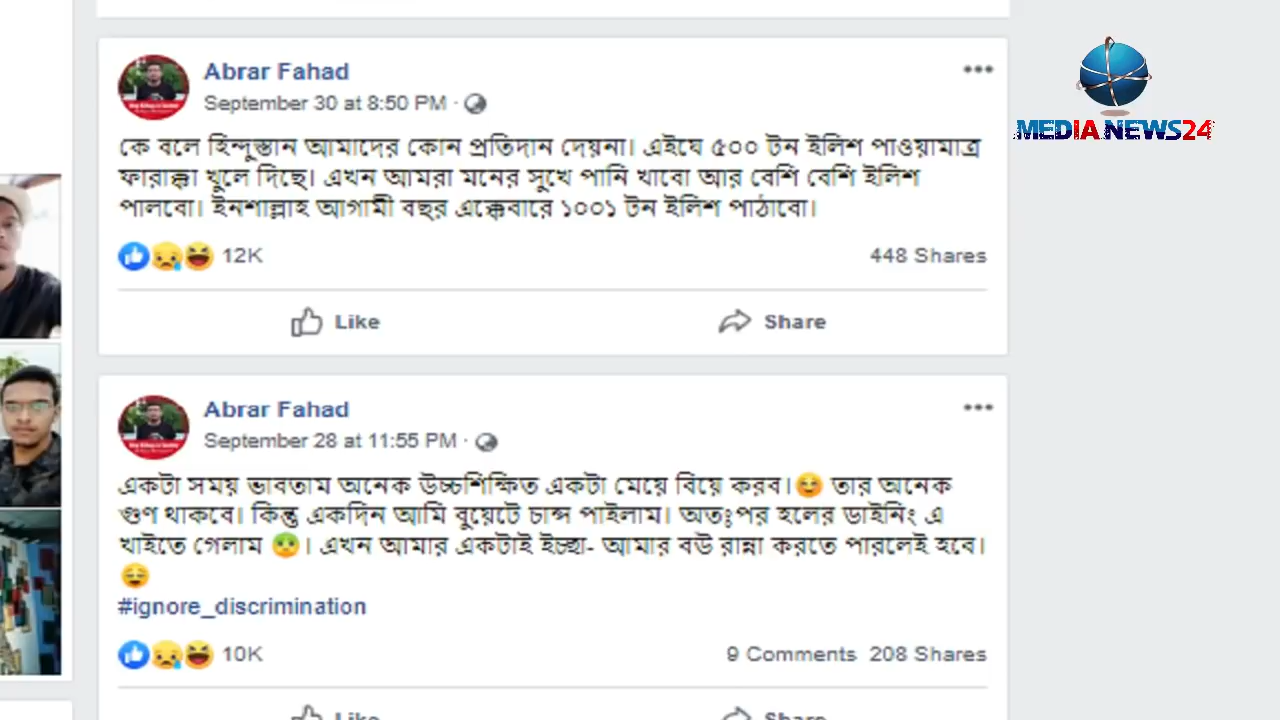 Abrar Fahad
September 30 at 8:50 PM ·
কে বলে হিন্দুস্তান আমাদের কোন প্রতিদান দেয়না। এইযে ৫০০ টন ইলিশ পাওয়ামাত্র
ফারাক্কা খুলে দিছে। এখন আমরা মনের সুখে পানি খাবো আর বেশি বেশি ইলিশ
পালবো। ইনশাল্লাহ আগামী বছর এক্কেবারে ১০০১ টন ইলিশ পাঠাবো।
12K
448 Shares
Like
Share
Abrar Fahad
September 28 at 11:55 PM ·
একটা সময় ভাবতাম অনেক উচ্চশিক্ষিত একটা মেয়ে বিয়ে করব।😊 তার অনেক
গুণ থাকবে। কিন্তু একদিন আমি বুয়েটে চান্স পাইলাম। অতঃপর হলের ডাইনিং এ
খাইতে গেলাম 🤢। এখন আমার একটাই ইচ্ছা- আমার বউ রান্না করতে পারলেই হবে।
😌
#ignore_discrimination
10K
9 Comments 208 Shares
Like
Share
MEDIA NEWS24